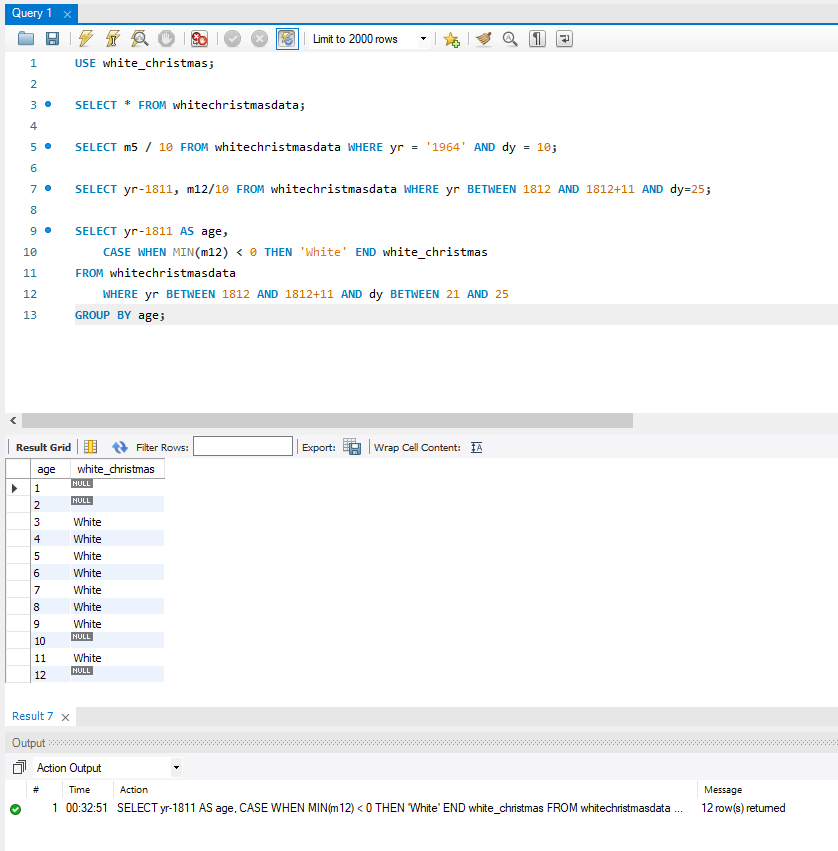 Query 1
Limit to 2000 rows
1 USE white_christmas;
2
3 SELECT * FROM whitechristmasdata;
4
5 SELECT m5 / 10 FROM whitechristmasdata WHERE yr = '1964' AND dy = 10;
6
7 SELECT yr-1811, m12/10 FROM whitechristmasdata WHERE yr BETWEEN 1812 AND 1812+11 AND dy=25;
8
9 SELECT yr-1811 AS age,
10 CASE WHEN MIN(m12) < 0 THEN 'White' END white_christmas
11 FROM whitechristmasdata
12 WHERE yr BETWEEN 1812 AND 1812+11 AND dy BETWEEN 21 AND 25
13 GROUP BY age;
Result Grid Filter Rows: Export: Wrap Cell Content: IA
age white_christmas
1 NULL
2 NULL
3 White
4 White
5 White
6 White
7 White
8 White
9 White
10 NULL
11 White
12 NULL
Result 7
Output
Action Output
# Time Action Message
1 00:32:51 SELECT yr-1811 AS age, CASE WHEN MIN(m12) < 0 THEN 'White' END white_christmas FROM whitechristmasdata ... 12 row(s) returned